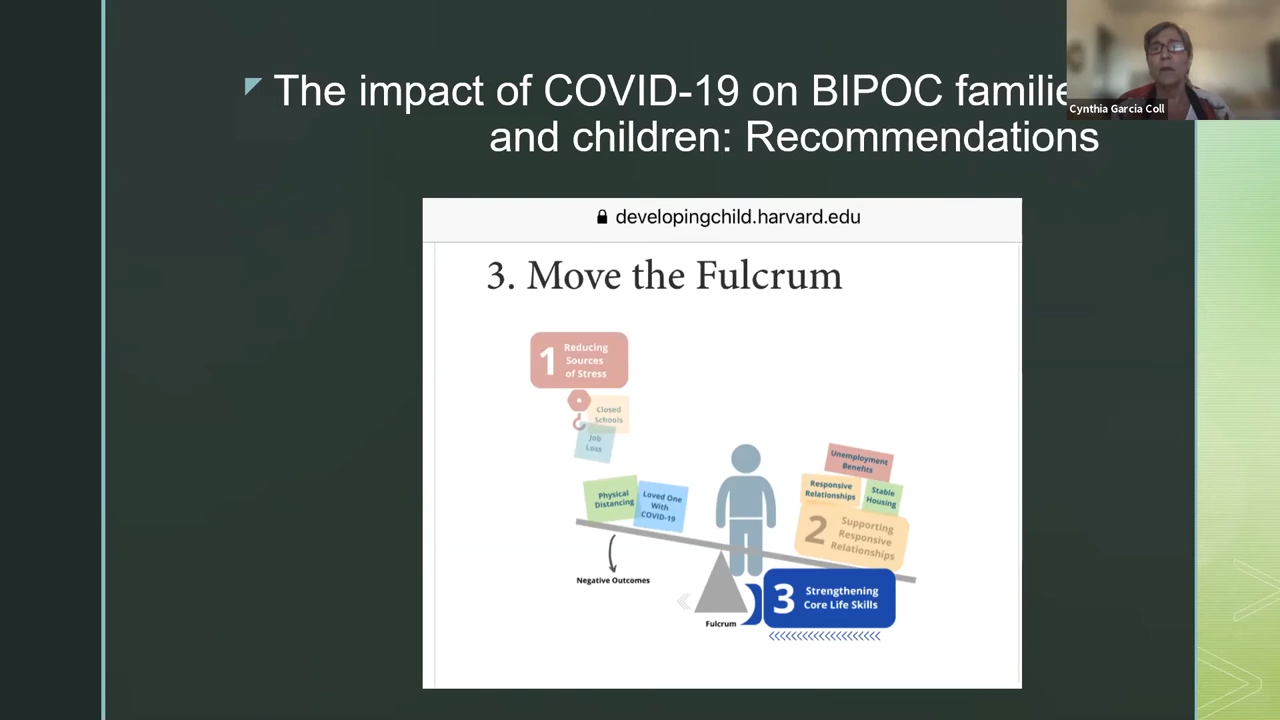 The impact of COVID-19 on BIPOC familie
and children: Recommendations
Cynthia Garcia Coll
developingchild.harvard.edu
3. Move the Fulcrum
1
Reducing
Sources
of Stress
Closed
Schools
Job
Loss
Physical
Distancing
Loved One
With
COVID-19
Negative Outcomes
Unemployment
Benefits
Responsive
Relationships
Stable
Housing
2
Supporting
Responsive
Relationships
3
Strengthening
Core Life Skills
Fulcrum